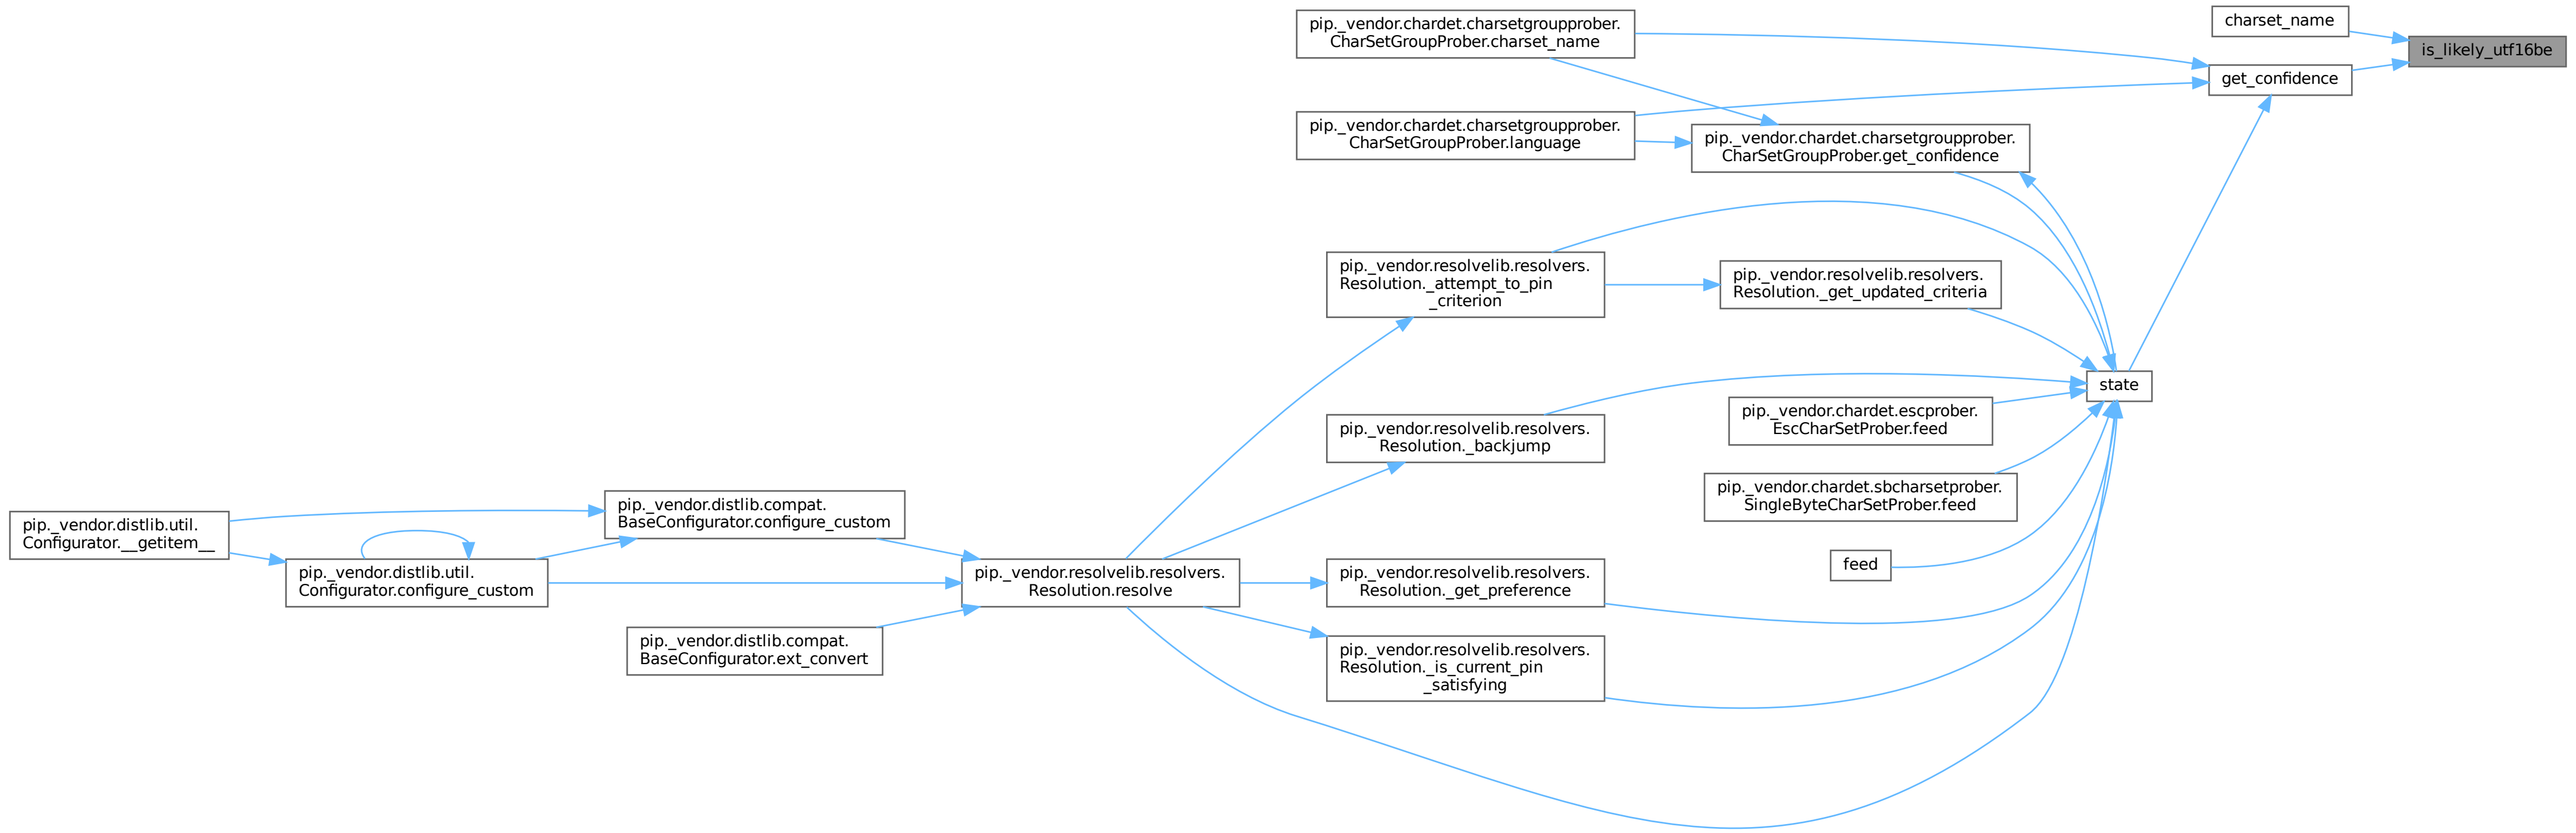 pip._vendor.chardet.charsetgroupprober.
CharSetGroupProber.charset_name
charset_name
is_likely_utf16be
get_confidence
pip._vendor.chardet.charsetgroupprober.
CharSetGroupProber.language
pip._vendor.chardet.charsetgroupprober.
CharSetGroupProber.get_confidence
pip._vendor.resolvelib.resolvers.
Resolution._attempt_to_pin
_criterion
pip._vendor.resolvelib.resolvers.
Resolution._get_updated_criteria
state
pip._vendor.chardet.escprober.
EscCharSetProber.feed
pip._vendor.resolvelib.resolvers.
Resolution._backjump
pip._vendor.chardet.sbcharsetprober.
SingleByteCharSetProber.feed
feed
pip._vendor.distlib.compat.
BaseConfigurator.configure_custom
pip._vendor.distlib.util.
Configurator.__getitem__
pip._vendor.distlib.util.
Configurator.configure_custom
pip._vendor.resolvelib.resolvers.
Resolution.resolve
pip._vendor.resolvelib.resolvers.
Resolution._get_preference
pip._vendor.distlib.compat.
BaseConfigurator.ext_convert
pip._vendor.resolvelib.resolvers.
Resolution._is_current_pin
_satisfying